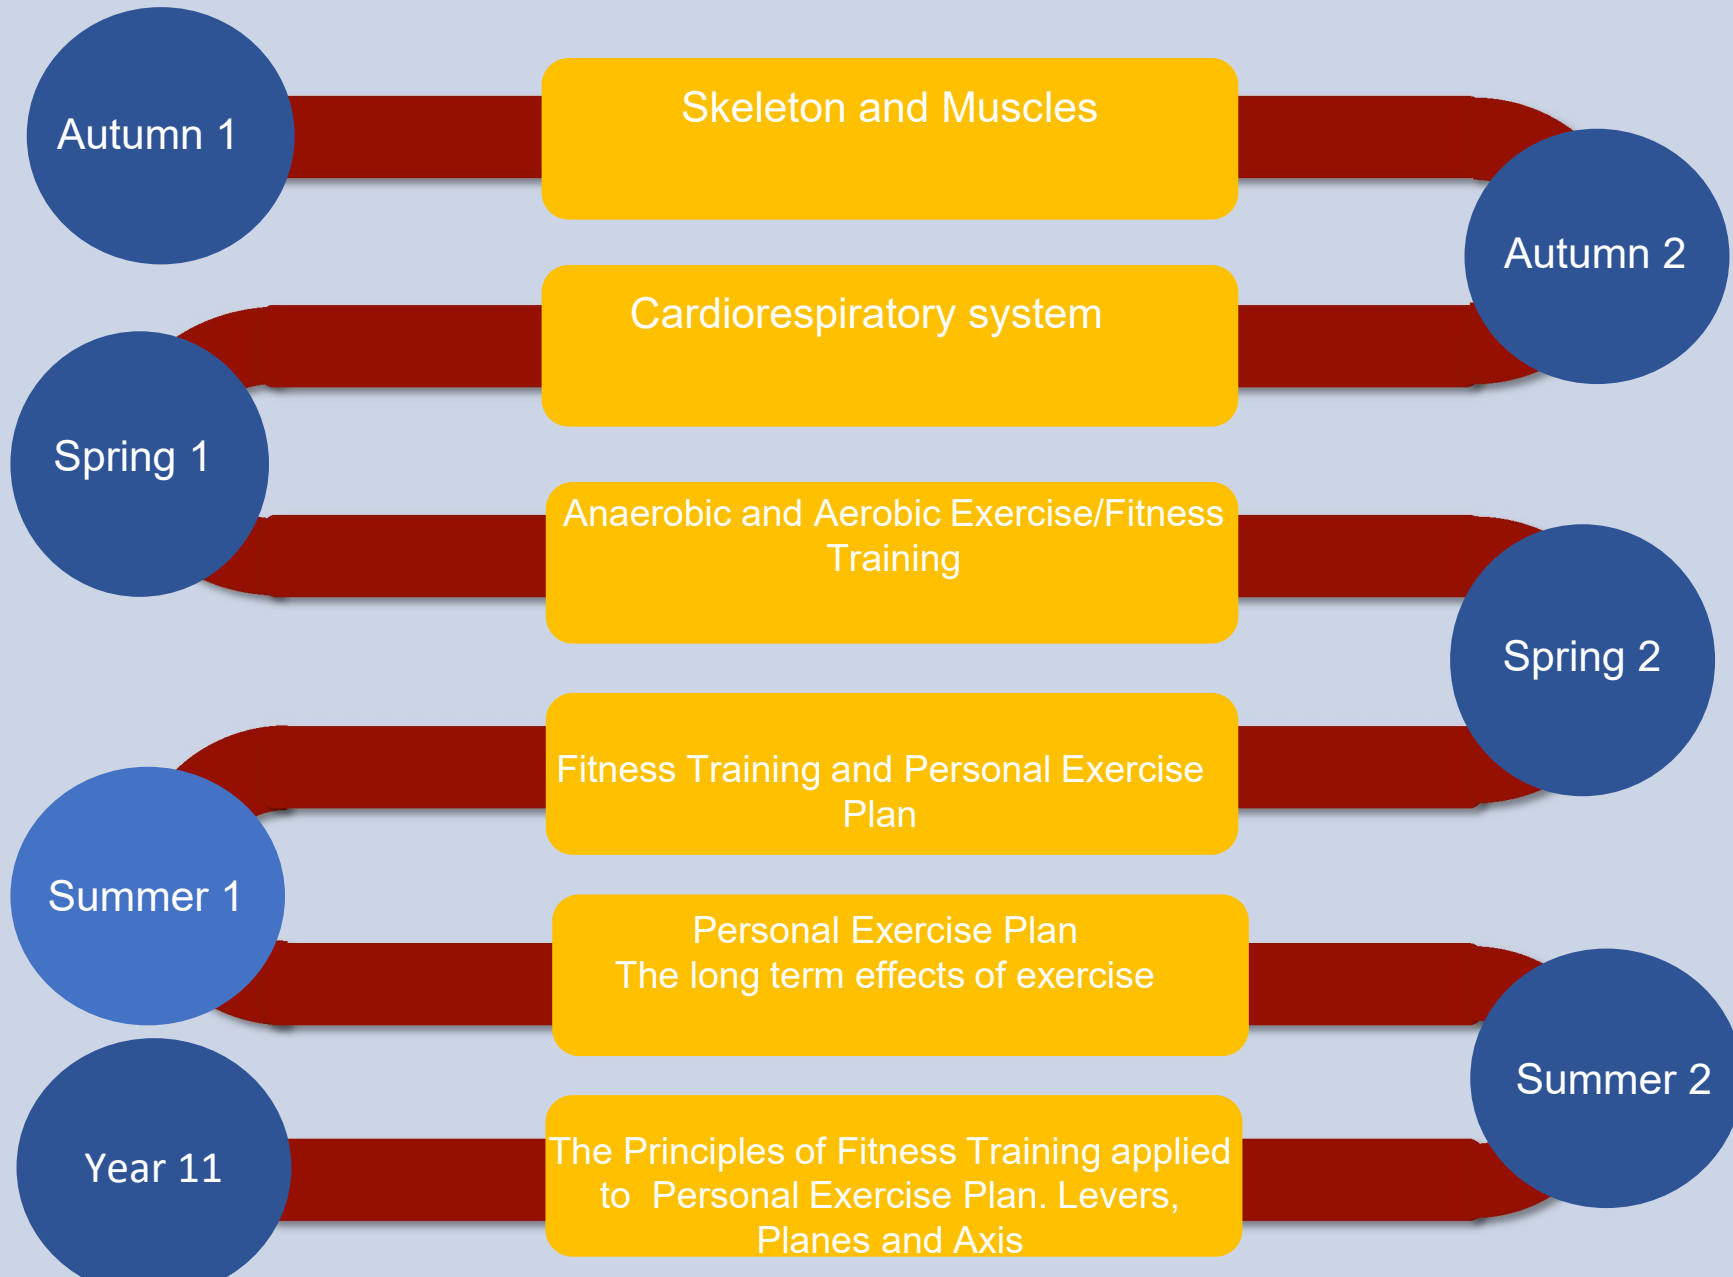 Autumn 1
Skeleton and Muscles
Autumn 2
Cardiorespiratory system
Spring 1
Anaerobic and Aerobic Exercise/Fitness
Training
Spring 2
Fitness Training and Personal Exercise
Plan
Summer 1
Personal Exercise Plan
The long term effects of exercise
Summer 2
The Principles of Fitness Training applied
to Personal Exercise Plan. Levers,
Planes and Axis
Year 11